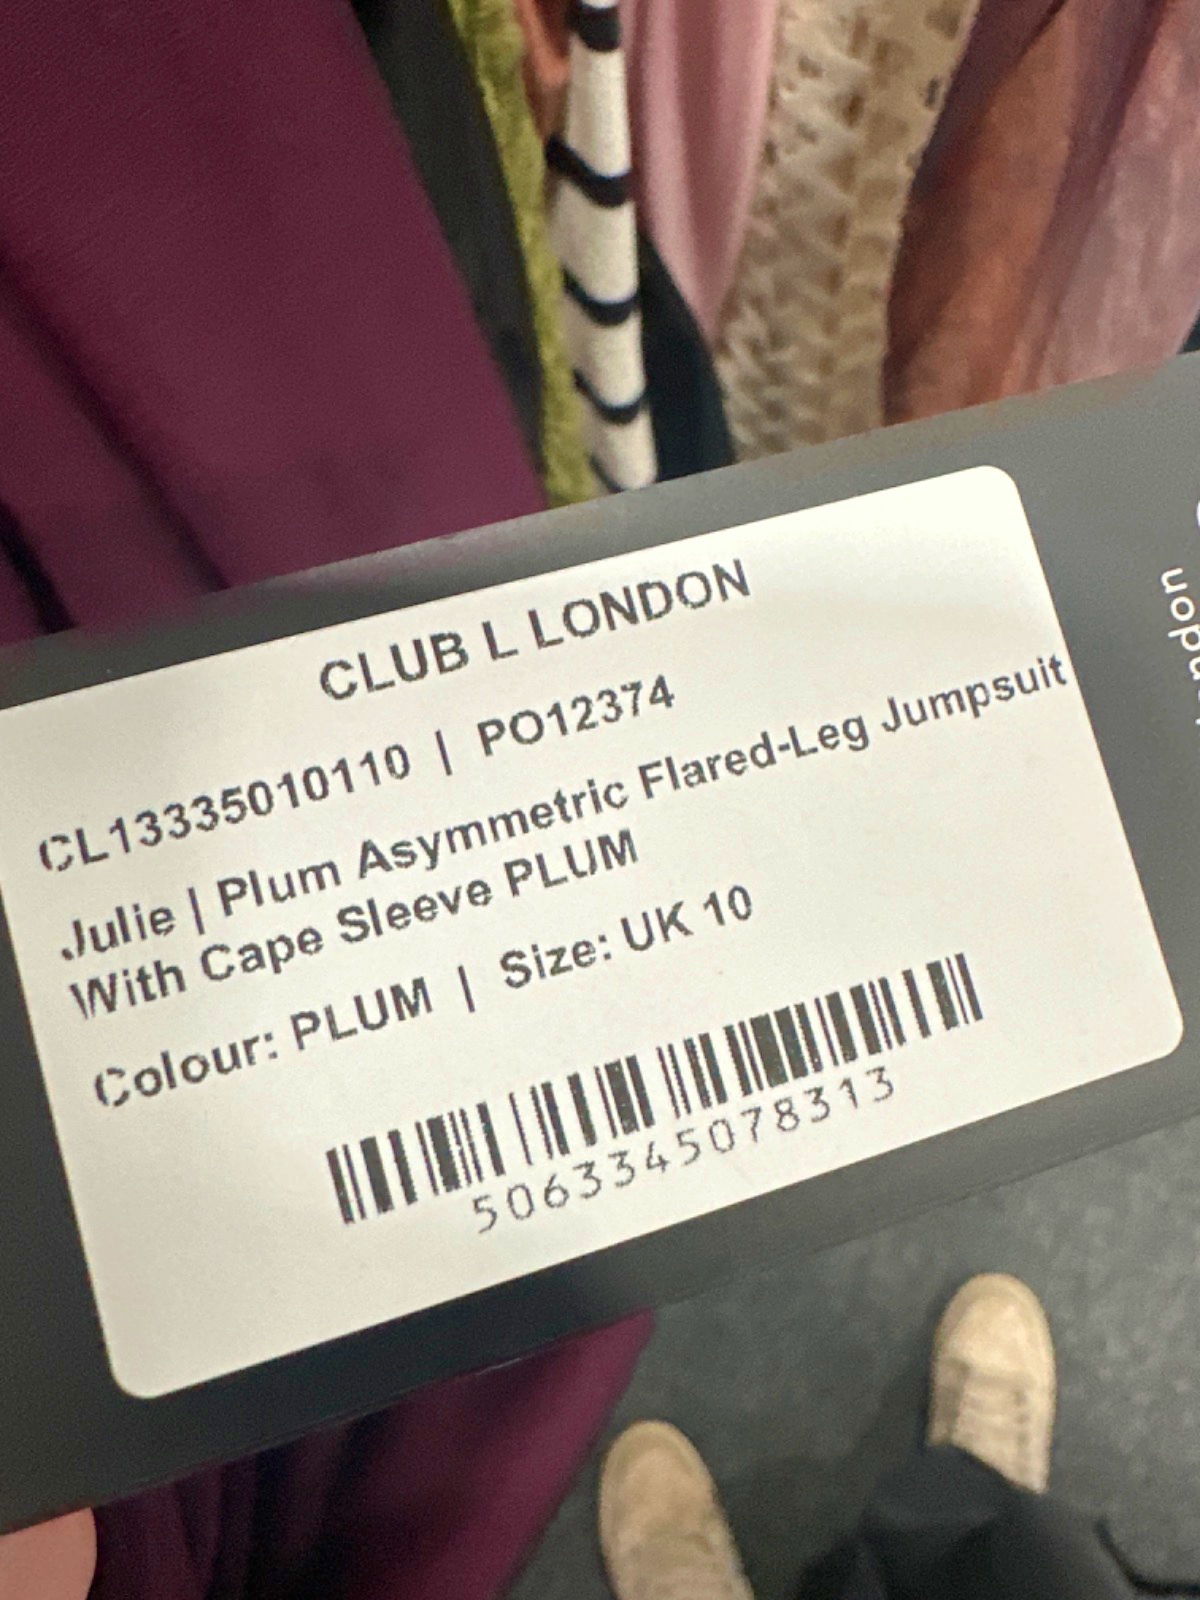 CLUB L LONDON
CL13335010110 | PO12374
Julie | Plum Asymmetric Flared-Leg Jumpsuit
With Cape Sleeve PLUM
Colour: PLUM | Size: UK 10
5063345078313